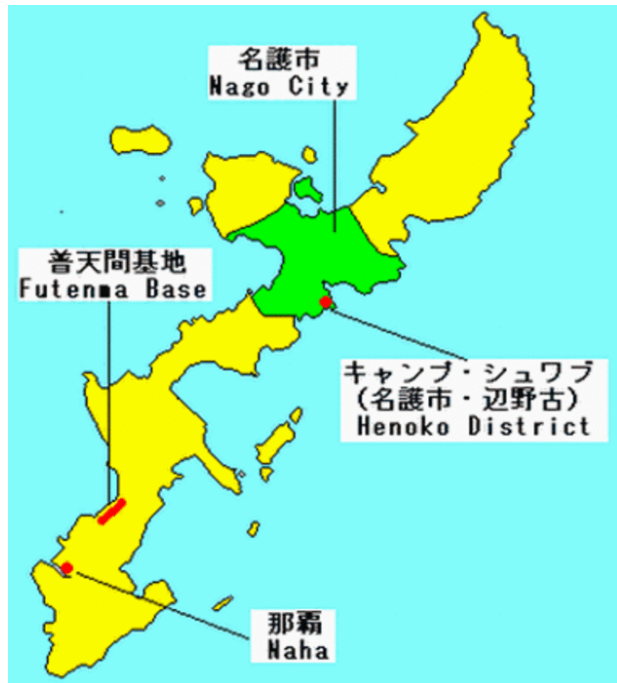 名護市
Nago City
普天間基地
Futenma Base
キャンプ・シュワブ
(名護市・辺野古)
Henoko District
那覇
Naha